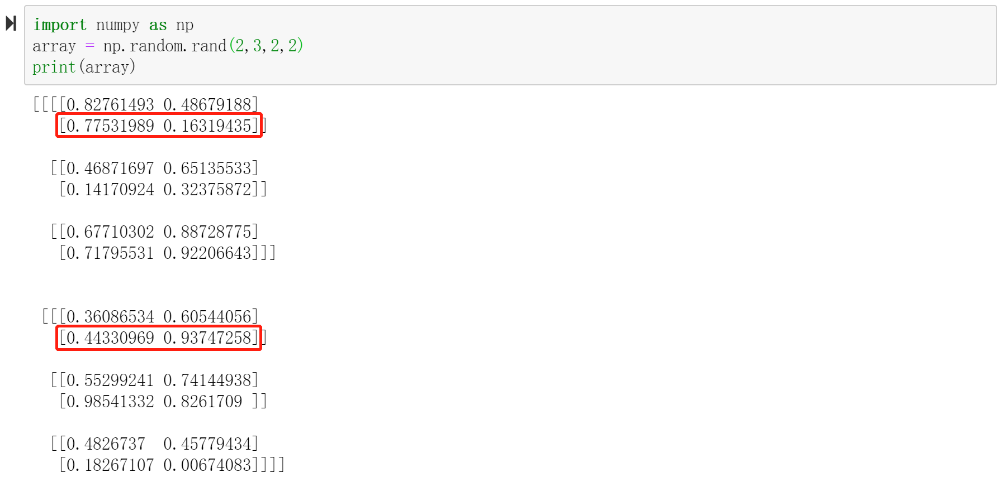 import numpy as np
array = np.random.rand(2,3,2,2)
print(array)
[[[[0.82761493 0.48679188]
[0.77531989 0.16319435]]
[[0.46871697 0.65135533]
[0.14170924 0.32375872]]
[[0.67710302 0.88728775]
[0.71795531 0.92206643]]]
[[[0.36086534 0.60544056]
[0.44330969 0.93747258]]
[[0.55299241 0.74144938]
[0.98541332 0.8261709 ]]
[[0.4826737  0.45779434]
[0.18267107 0.00674083]]]]